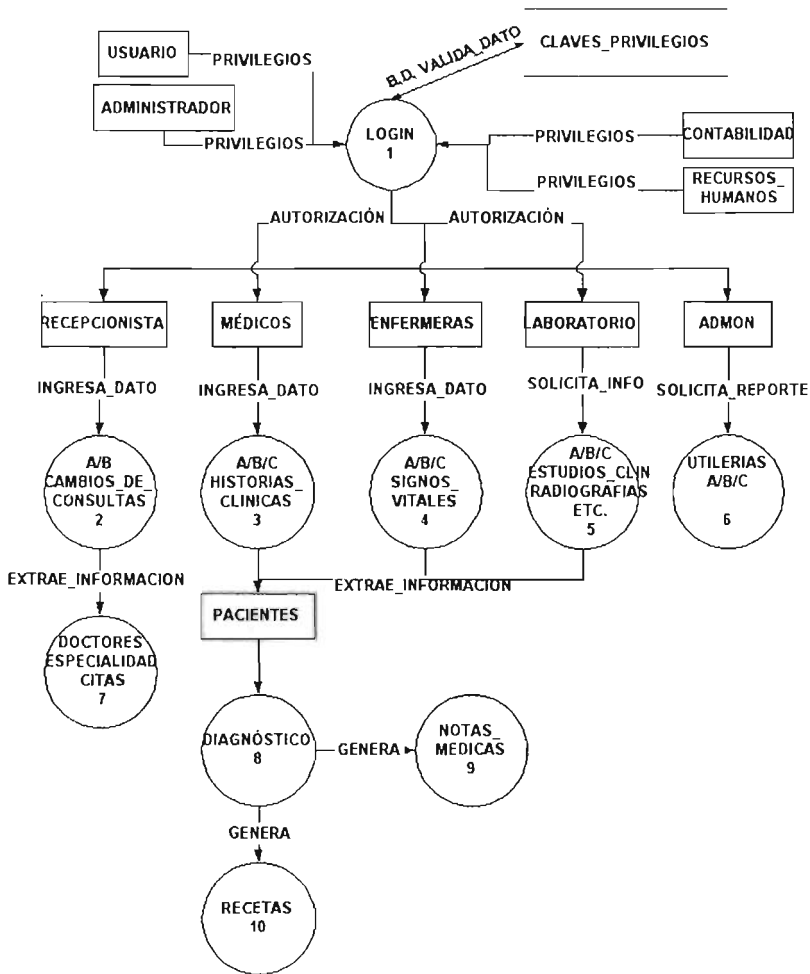 USUARIO
PRIVILEGIOS
B.D. VALIDA_DATO
CLAVES_PRIVILEGIOS
ADMINISTRADOR
PRIVILEGIOS
LOGIN
1
PRIVILEGIOS
CONTABILIDAD
PRIVILEGIOS
RECURSOS_
HUMANOS
AUTORIZACIÓN
AUTORIZACIÓN
RECEPCIONISTA
MÉDICOS
ENFERMERAS
LABORATORIO
ADMON
INGRESA_DATO
INGRESA_DATO
INGRESA_DATO
SOLICITA_INFO
SOLICITA_REPORTE
A/B
CAMBIOS_DE_
CONSULTAS
2
A/B/C
HISTORIAS_
CLINICAS
3
A/B/C
SIGNOS_
VITALES
4
A/B/C
ESTUDIOS_CLIN
RADIOGRAFIAS
ETC.
5
UTILERIAS
A/B/C
6
EXTRAE_INFORMACION
EXTRAE_INFORMACION
PACIENTES
DOCTORES
ESPECIALIDAD
CITAS
7
DIAGNÓSTICO
8
GENERA
NOTAS_
MEDICAS
9
GENERA
RECETAS
10